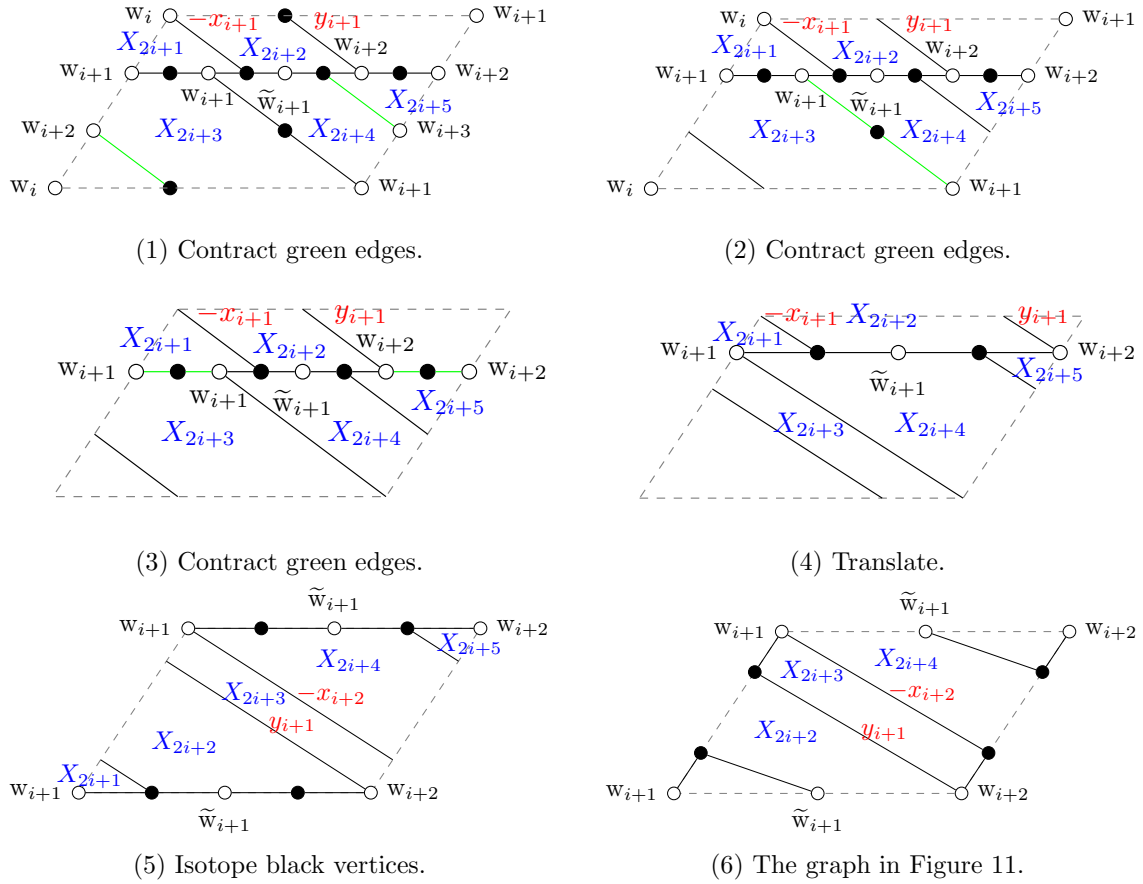 w_i −x_{i+1} y_{i+1} w_{i+1}
X_{2i+1} X_{2i+2} w_{i+2}
w_{i+1} w_{i+2}
w_{i+1} w̃_{i+1} X_{2i+5}
w_{i+2} X_{2i+3} X_{2i+4} w_{i+3}
w_i w_{i+1}
(1) Contract green edges.
w_i −x_{i+1} w_{i+1}
X_{2i+1} X_{2i+2} w_{i+2}
w_{i+1} w_{i+2}
w_{i+1} w̃_{i+1} X_{2i+5}
X_{2i+3} X_{2i+4}
w_i w_{i+1}
(2) Contract green edges.
−x_{i+1} y_{i+1}
X_{2i+1} X_{2i+2} w_{i+2}
w_{i+1} w_{i+2}
w_{i+1} w̃_{i+1} X_{2i+5}
X_{2i+3} X_{2i+4}
(3) Contract green edges.
−x_{i+1} X_{2i+2} y_{i+1}
X_{2i+1}
w_{i+1} w_{i+2}
w̃_{i+1} X_{2i+5}
X_{2i+3} X_{2i+4}
(4) Translate.
w̃_{i+1}
w_{i+1} w_{i+2}
X_{2i+4} X_{2i+5}
X_{2i+3} −x_{i+2}
y_{i+1}
X_{2i+2}
X_{2i+1}
w_{i+1} w_{i+2}
w̃_{i+1}
(5) Isotope black vertices.
w̃_{i+1}
w_{i+1} w_{i+2}
X_{2i+3} X_{2i+4}
−x_{i+2}
X_{2i+2} y_{i+1}
w_{i+1} w_{i+2}
w̃_{i+1}
(6) The graph in Figure 11.